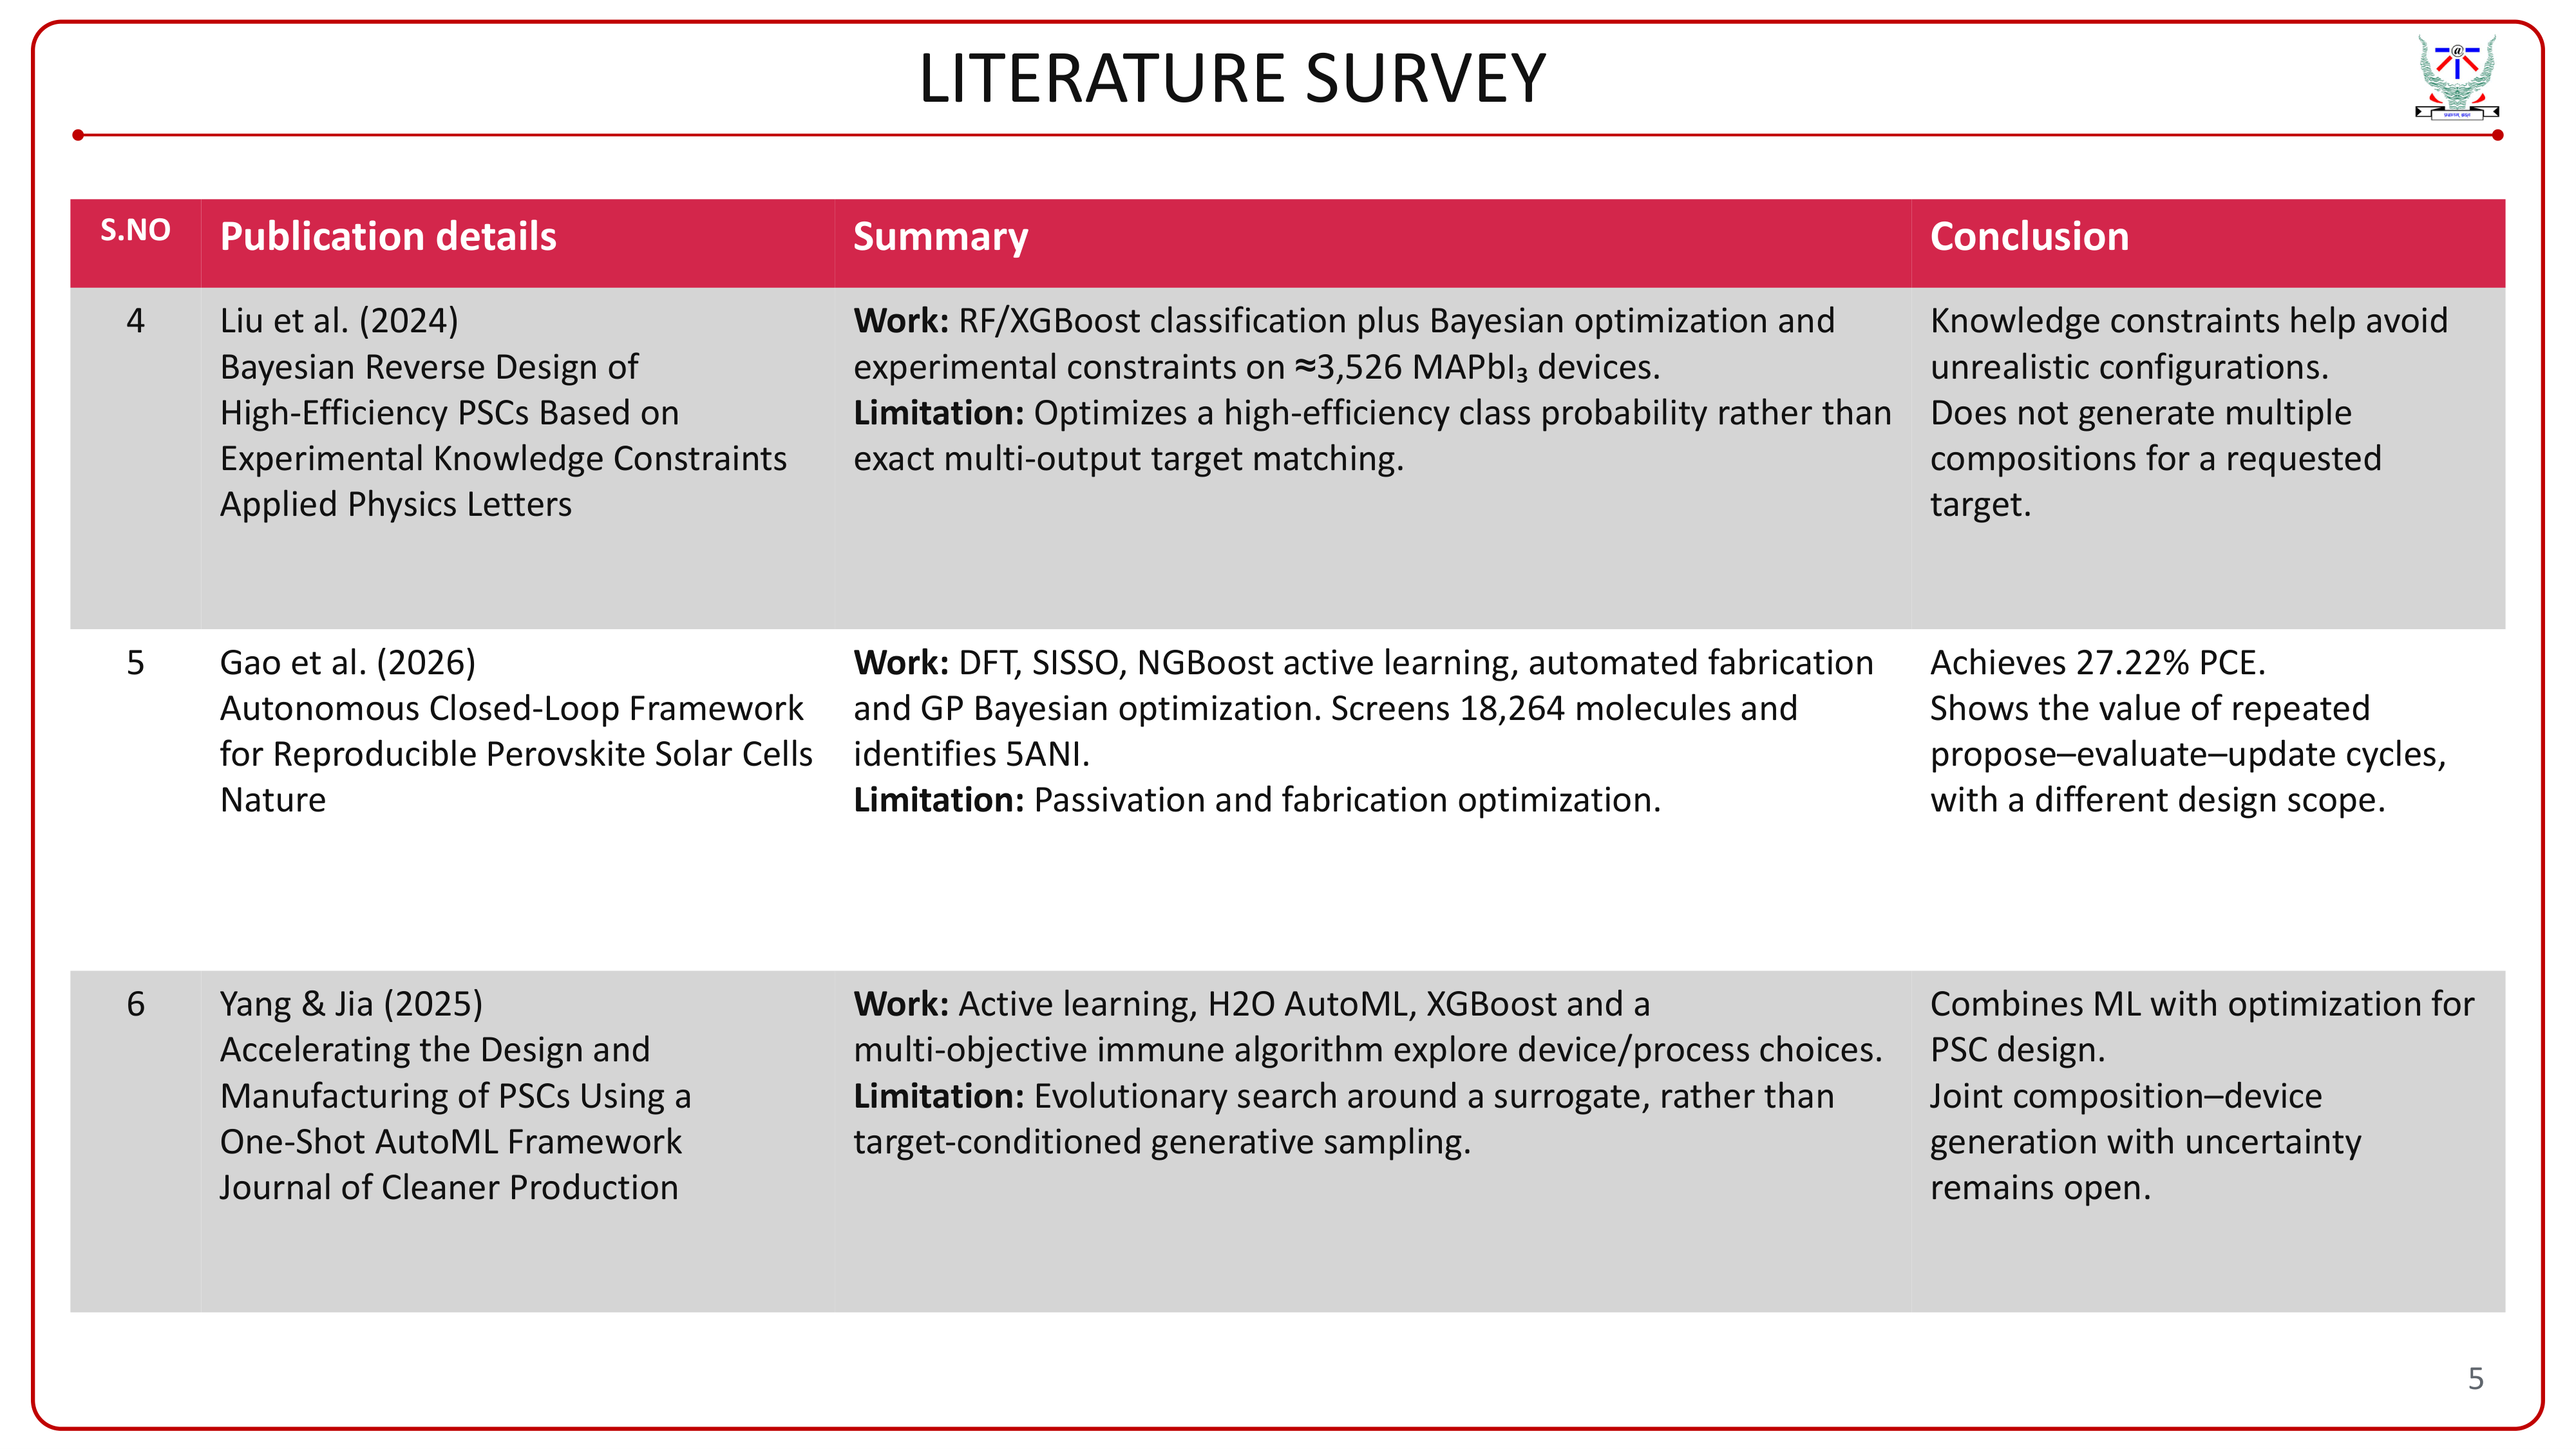 LITERATURE SURVEY
@
S.NO
Publication details
Summary
Conclusion
4
Liu et al. (2024)
Bayesian Reverse Design of
High-Efficiency PSCs Based on
Experimental Knowledge Constraints
Applied Physics Letters
Work: RF/XGBoost classification plus Bayesian optimization and
experimental constraints on ≈3,526 MAPbI₃ devices.
Limitation: Optimizes a high-efficiency class probability rather than
exact multi-output target matching.
Knowledge constraints help avoid
unrealistic configurations.
Does not generate multiple
compositions for a requested
target.
5
Gao et al. (2026)
Autonomous Closed-Loop Framework
for Reproducible Perovskite Solar Cells
Nature
Work: DFT, SISSO, NGBoost active learning, automated fabrication
and GP Bayesian optimization. Screens 18,264 molecules and
identifies 5ANI.
Limitation: Passivation and fabrication optimization.
Achieves 27.22% PCE.
Shows the value of repeated
propose–evaluate–update cycles,
with a different design scope.
6
Yang & Jia (2025)
Accelerating the Design and
Manufacturing of PSCs Using a
One-Shot AutoML Framework
Journal of Cleaner Production
Work: Active learning, H2O AutoML, XGBoost and a
multi-objective immune algorithm explore device/process choices.
Limitation: Evolutionary search around a surrogate, rather than
target-conditioned generative sampling.
Combines ML with optimization for
PSC design.
Joint composition–device
generation with uncertainty
remains open.
5